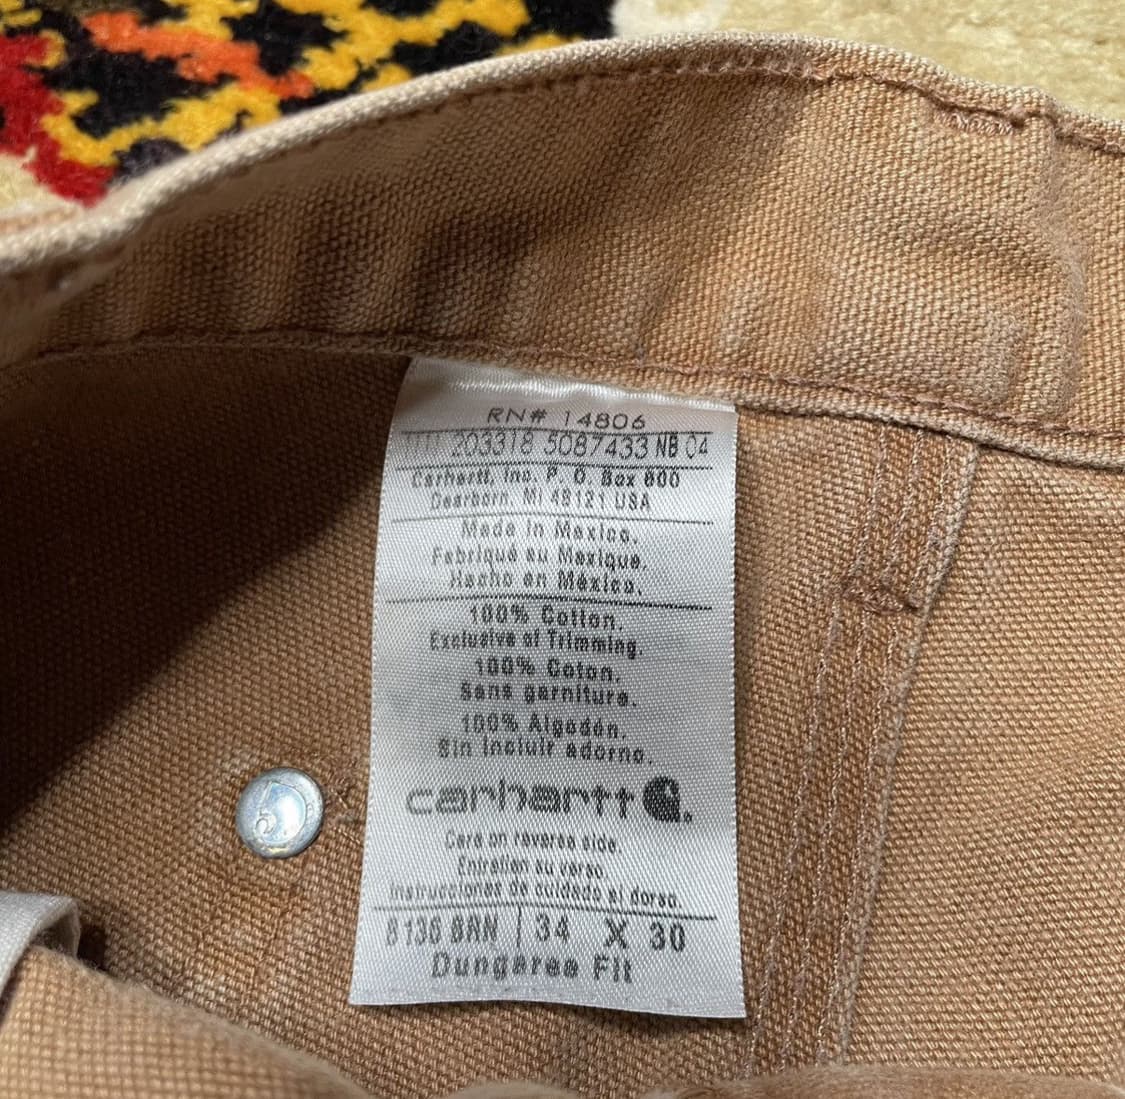 RN# 14806
203318 5087433 NB 04
Carhartt, Inc. P. O. Box 600
Dearborn, MI 48121 USA
Made in Mexico.
Fabriqué au Mexique.
Hecho en México.
100% Cotton.
Exclusive of Trimming.
100% Coton.
Sans garniture.
100% Algodón.
Sin incluir adorno.
carhartt
Care on reverse side.
Entretien au verso
Instrucciones de cuidado al dorso.
B136 BRN 34 X 30
Dungaree Fit